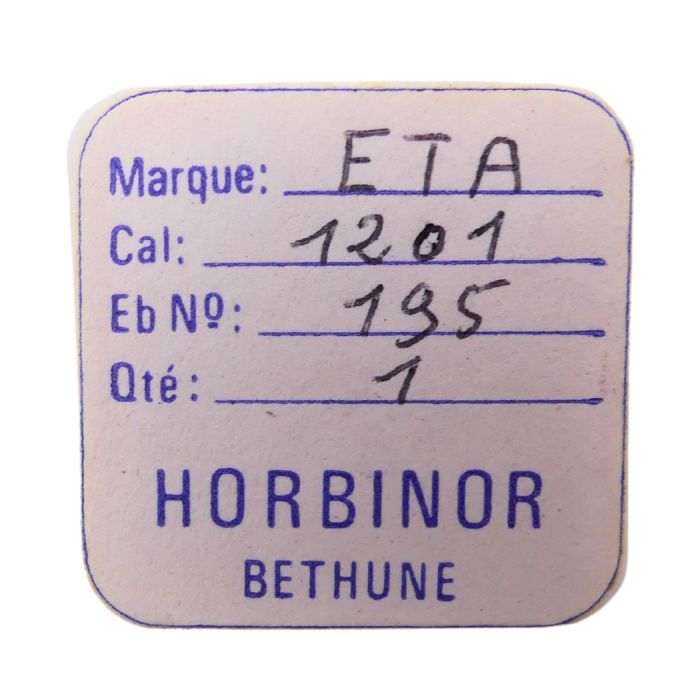 Marque: ETA
Cal: 1201
Eb Nº: 195
Qté: 1
HORBINOR
BETHUNE